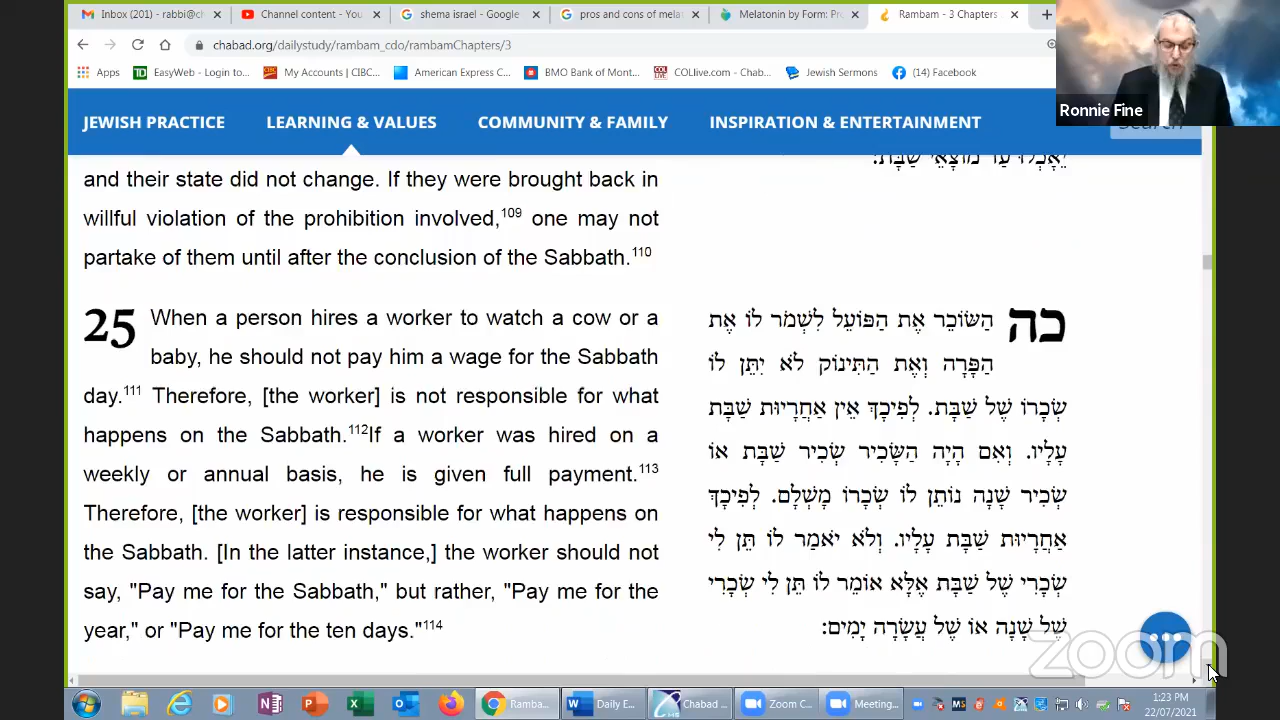 Inbox (201) - rabbi@ch
Channel content - You
shema israel - Google
pros and cons of mela
Melatonin by Form: Pro
Rambam - 3 Chapters
chabad.org/dailystudy/rambam_cdo/rambamChapters/3
Apps
EasyWeb - Login to...
My Accounts | CIBC...
American Express C...
BMO Bank of Mont...
COLlive.com - Chab...
Jewish Sermons
(14) Facebook
Ronnie Fine
JEWISH PRACTICE
LEARNING & VALUES
COMMUNITY & FAMILY
INSPIRATION & ENTERTAINMENT
Search
and their state did not change. If they were brought back in
willful violation of the prohibition involved,109 one may not
partake of them until after the conclusion of the Sabbath.110
25 When a person hires a worker to watch a cow or a
baby, he should not pay him a wage for the Sabbath
day.111 Therefore, [the worker] is not responsible for what
happens on the Sabbath.112If a worker was hired on a
weekly or annual basis, he is given full payment.113
Therefore, [the worker] is responsible for what happens on
the Sabbath. [In the latter instance,] the worker should not
say, "Pay me for the Sabbath," but rather, "Pay me for the
year," or "Pay me for the ten days."114
יֵאָכְלוּ עַד מוֹצָאֵי שַׁבָּת:
כה הַשּׂוֹכֵר אֶת הַפּוֹעֵל לִשְׁמֹר לוֹ אֶת
הַפָּרָה וְאֶת הַתִּינוֹק לֹא יִתֵּן לוֹ
שְׂכָרוֹ שֶׁל שַׁבָּת. לְפִיכָךְ אֵין אַחֲרָיוּת שַׁבָּת
עָלָיו. וְאִם הָיָה הַשָּׂכִיר שְׂכִיר שַׁבָּת אוֹ
שְׂכִיר שָׁנָה נוֹתֵן לוֹ שְׂכָרוֹ מֻשְׁלָם. לְפִיכָךְ
אַחֲרָיוּת שַׁבָּת עָלָיו. וְלֹא יֹאמַר לוֹ תֵּן לִי
שְׂכָרִי שֶׁל שַׁבָּת אֶלָּא אוֹמֵר לוֹ תֵּן לִי שְׂכָרִי
שֶׁל שָׁנָה אוֹ שֶׁל עֲשָׂרָה יָמִים:
zoom
Ramba...
Daily E...
Chabad ...
Zoom C...
Meeting...
1:23 PM
22/07/2021